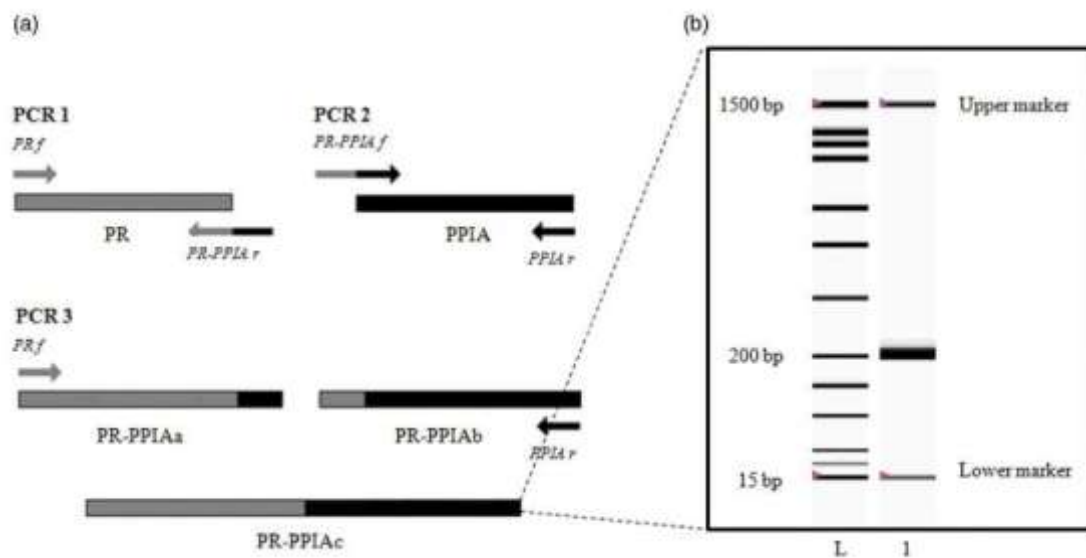 (a)
PCR 1
PR f
PR
PR-PPIA r
PCR 2
PR-PPIA f
PPIA
PPIA r
PCR 3
PR f
PR-PPIAa
PR-PPIAb
PPIA r
PR-PPIAc
(b)
1500 bp
Upper marker
200 bp
15 bp
Lower marker
L
1